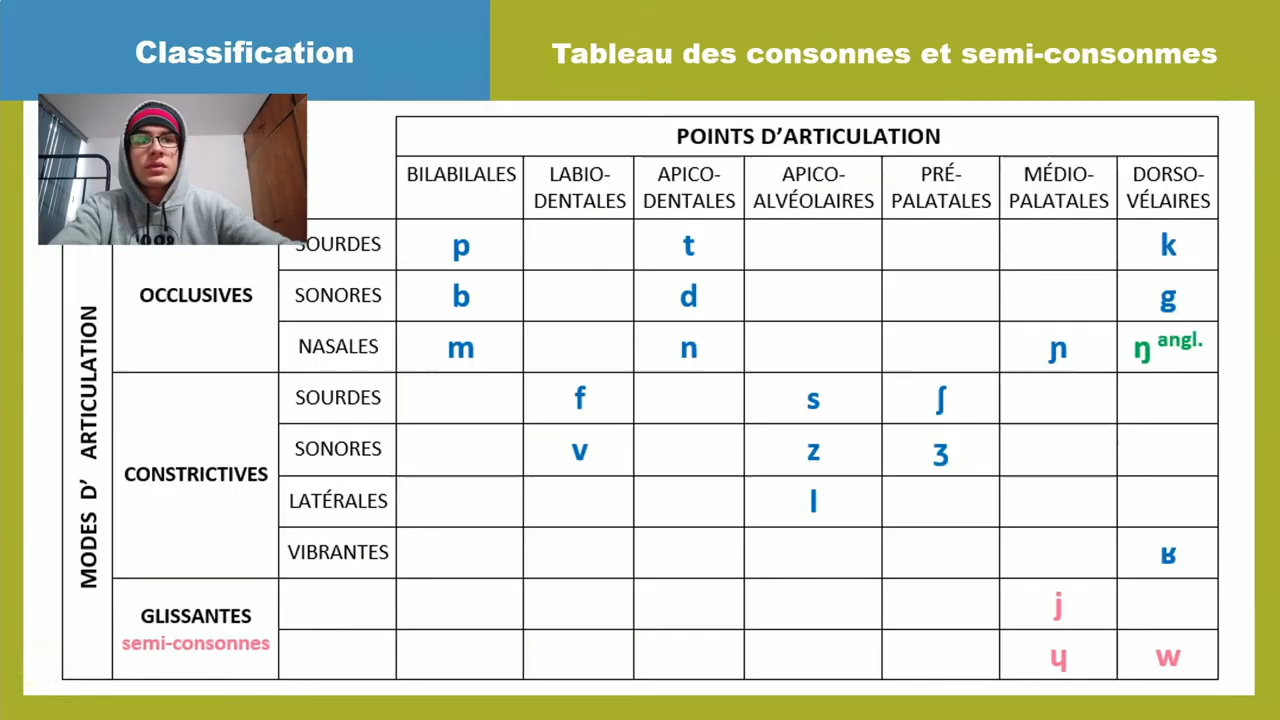 Classification
Tableau des consonnes et semi-consonmes
POINTS D’ARTICULATION
BILABILALES LABIO-DENTALES APICO-DENTALES APICO-ALVÉOLAIRES PRÉ-PALATALES MÉDIO-PALATALES DORSO-VÉLAIRES
MODES D’ ARTICULATION
OCCLUSIVES
SOURDES p t k
SONORES b d g
NASALES m n ɲ ŋ angl.
CONSTRICTIVES
SOURDES f s ʃ
SONORES v z ʒ
LATÉRALES l
VIBRANTES ʁ
GLISSANTES
semi-consonnes
j
ɥ w